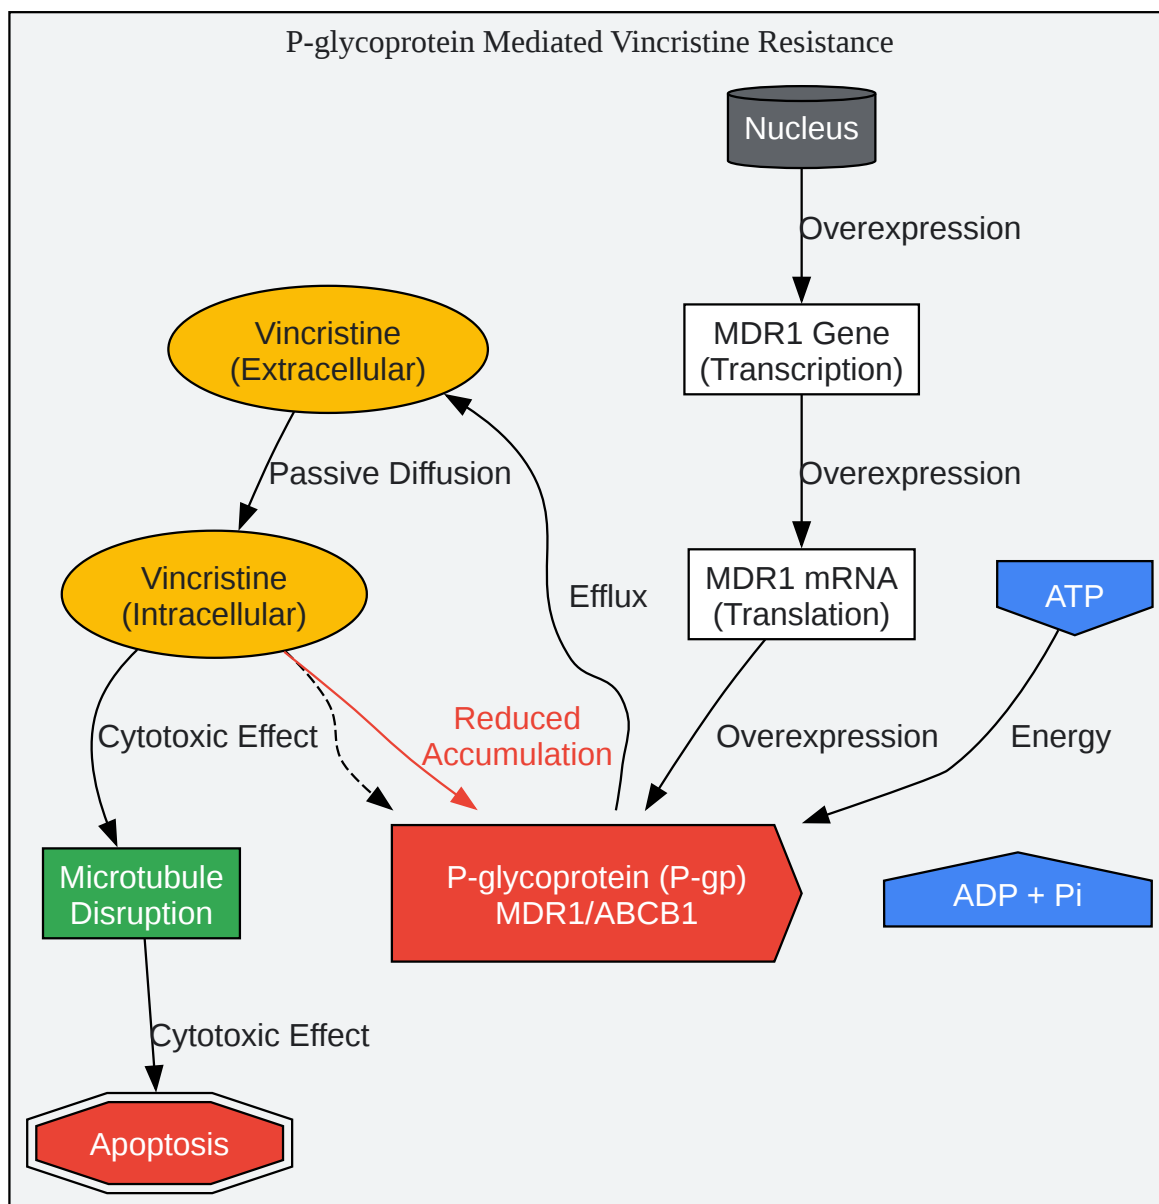 P-glycoprotein Mediated Vincristine Resistance
Nucleus
Overexpression
Vincristine
(Extracellular)
MDR1 Gene
(Transcription)
Passive Diffusion
Overexpression
Vincristine
(Intracellular)
Efflux
MDR1 mRNA
(Translation)
ATP
Cytotoxic Effect
Reduced
Accumulation
Overexpression
Energy
Microtubule
Disruption
P-glycoprotein (P-gp)
MDR1/ABCB1
ADP + Pi
Cytotoxic Effect
Apoptosis